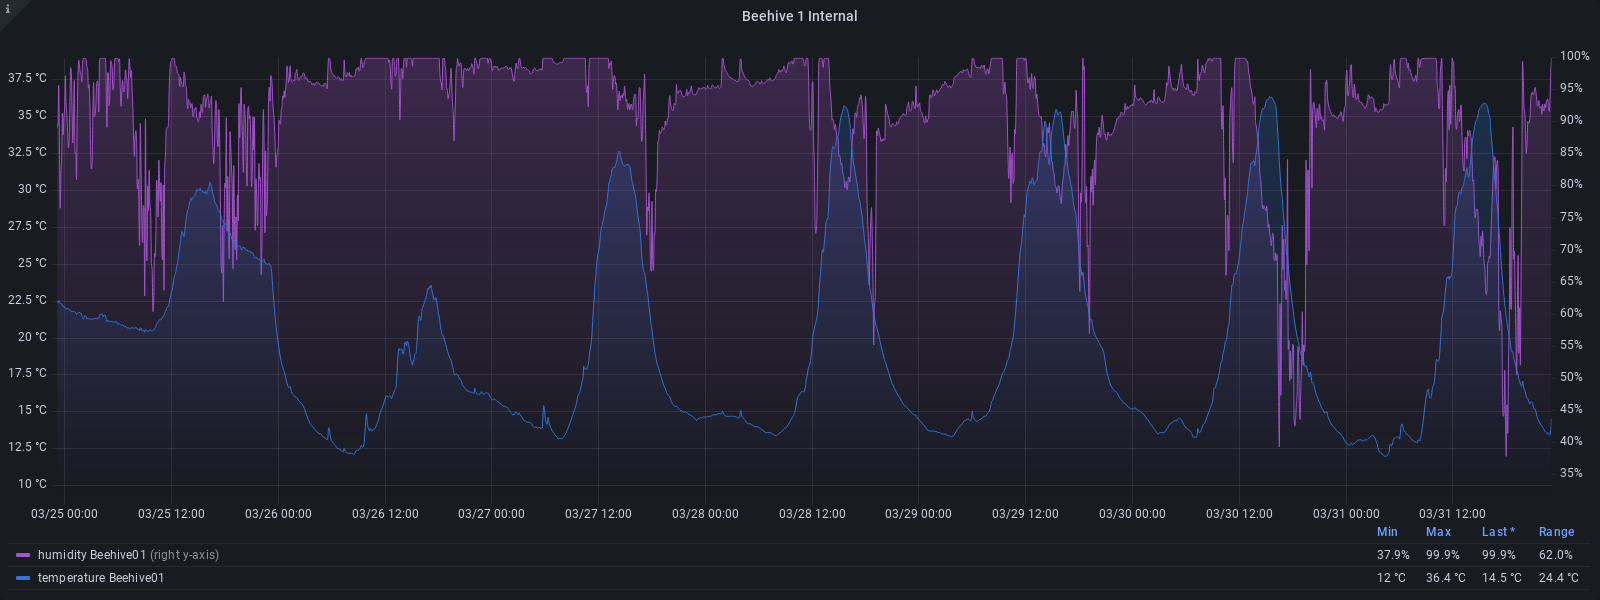 i
Beehive 1 Internal
37.5 °C
35 °C
32.5 °C
30 °C
27.5 °C
25 °C
22.5 °C
20 °C
17.5 °C
15 °C
12.5 °C
10 °C
100%
95%
90%
85%
80%
75%
70%
65%
60%
55%
50%
45%
40%
35%
03/25 00:00 03/25 12:00 03/26 00:00 03/26 12:00 03/27 00:00 03/27 12:00 03/28 00:00 03/28 12:00 03/29 00:00 03/29 12:00 03/30 00:00 03/30 12:00 03/31 00:00 03/31 12:00
Min Max Last * Range
humidity Beehive01 (right y-axis) 37.9% 99.9% 99.9% 62.0%
temperature Beehive01 12 °C 36.4 °C 14.5 °C 24.4 °C